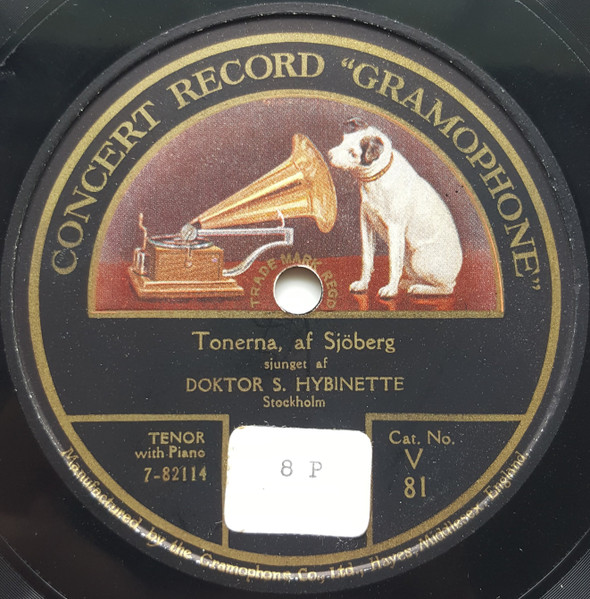 CONCERT RECORD "GRAMOPHONE"
TRADE MARK REGD
Tonerna, af Sjöberg
sjunget af
DOKTOR S. HYBINETTE
Stockholm
TENOR
with Piano
7-82114
8 P
Cat. No.
V
81
Manufactured by the Gramophone Co., Ltd., Hayes, Middlesex, England.